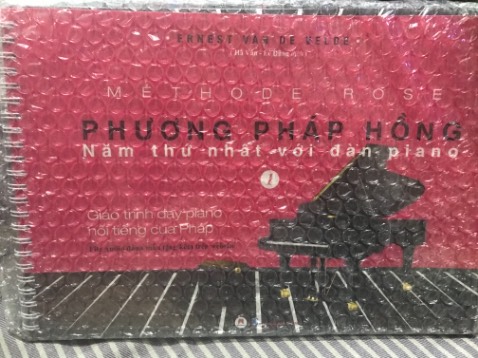 ERNEST VAN DE VELDE
MÉTHODE ROSE
PHƯƠNG PHÁP HỒNG
Năm thứ nhất với đàn piano
1
Giáo trình dạy piano
nổi tiếng của Pháp